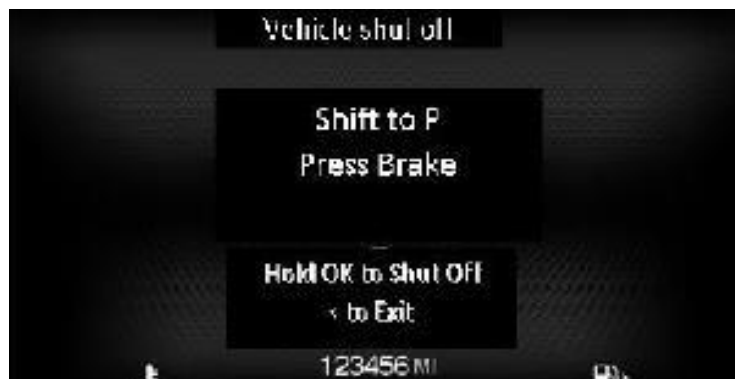 Vehicle shut off
Shift to P
Press Brake
Hold OK to Shut Off
< to Exit
123456 MI